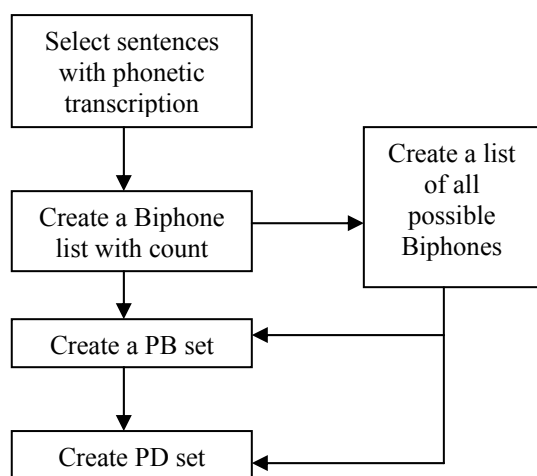 Select sentences
with phonetic
transcription
Create a Biphone
list with count
Create a list
of all
possible
Biphones
Create a PB set
Create PD set